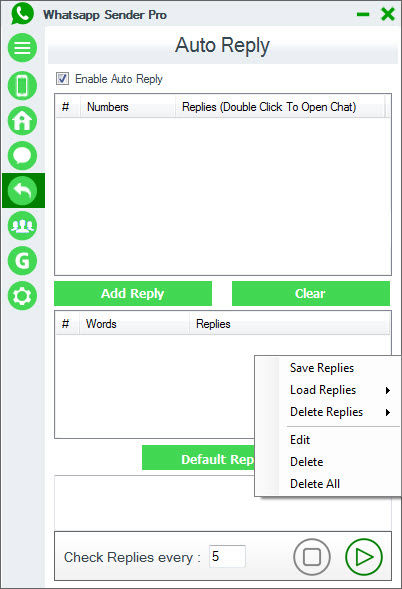 Whatsapp Sender Pro
Auto Reply
Enable Auto Reply
# Numbers Replies (Double Click To Open Chat)
Add Reply Clear
# Words Replies
Save Replies
Load Replies
Delete Replies
Edit
Delete
Delete All
Default Rep
Check Replies every : 5
G